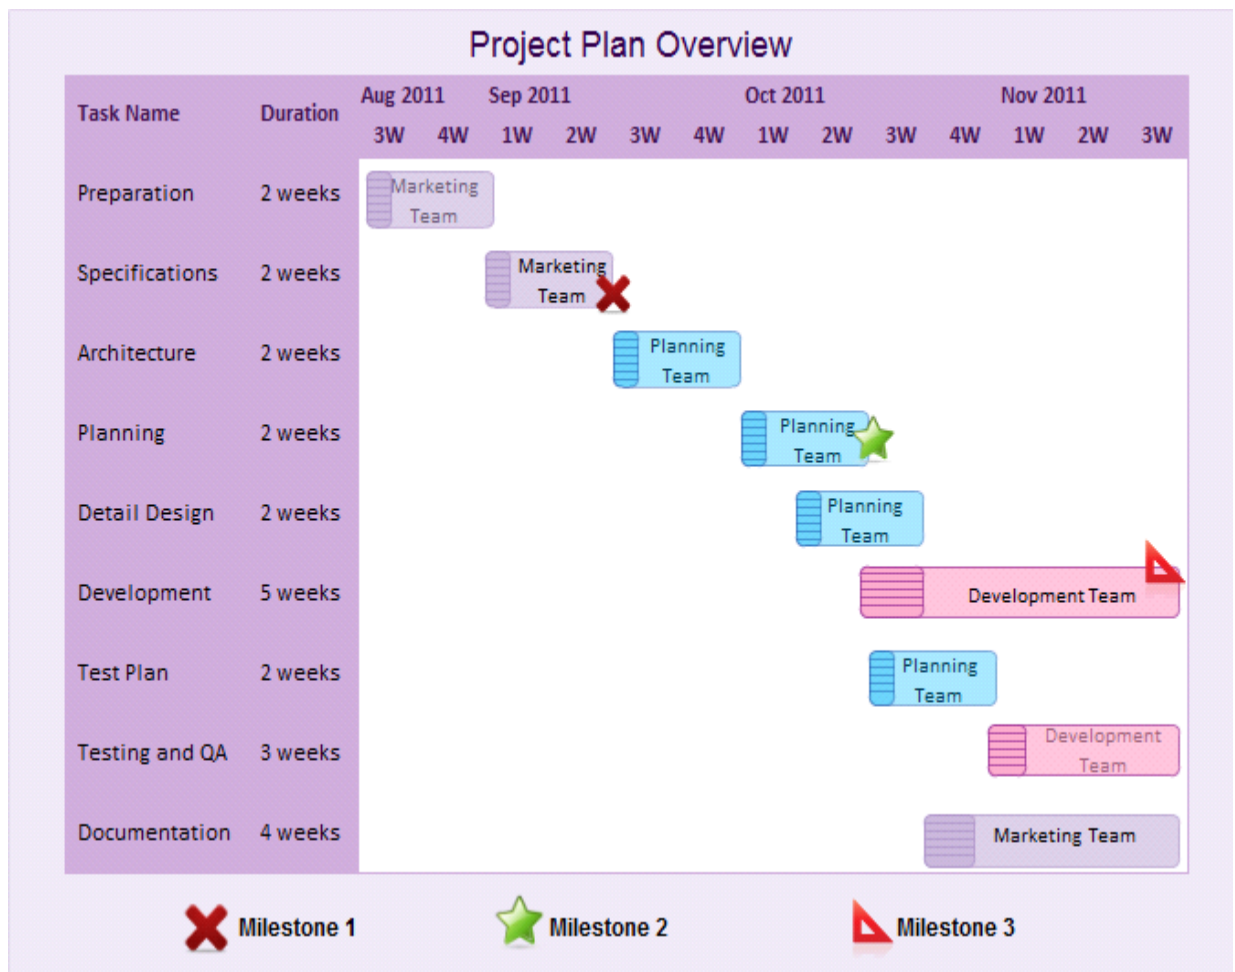 Project Plan Overview
Task Name Duration Aug 2011 Sep 2011 Oct 2011 Nov 2011
3W 4W 1W 2W 3W 4W 1W 2W 3W 4W 1W 2W 3W
Preparation 2 weeks Marketing
Team
Specifications 2 weeks Marketing
Team
Architecture 2 weeks Planning
Team
Planning 2 weeks Planning
Team
Detail Design 2 weeks Planning
Team
Development 5 weeks Development Team
Test Plan 2 weeks Planning
Team
Testing and QA 3 weeks Development
Team
Documentation 4 weeks Marketing Team
Milestone 1 Milestone 2 Milestone 3